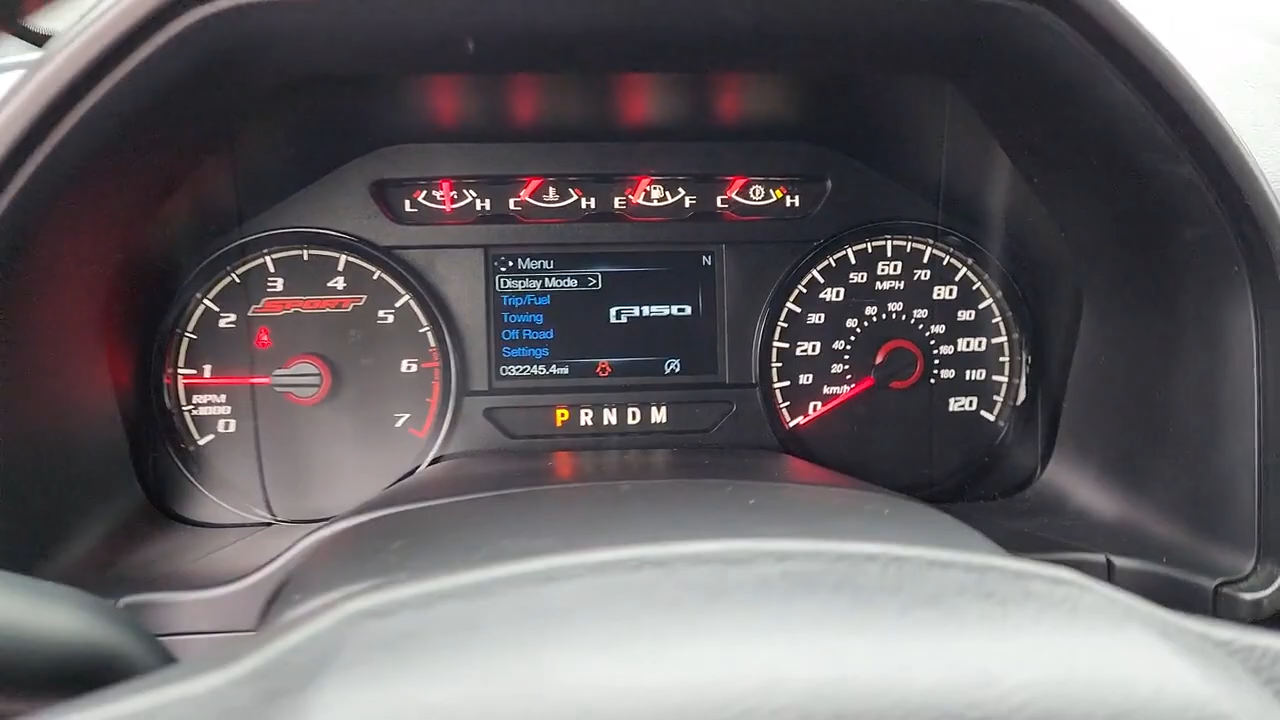 L H C H E F C H
Menu N
Display Mode >
Trip/Fuel
Towing
Off Road
Settings
032245.4mi
F150
P R N D M
SPORT
0 1 2 3 4 5 6 7
RPM
x1000
0 10 20 30 40 50 60 70 80 90 100 110 120
MPH
20 40 60 80 100 120 140 160 180
km/h